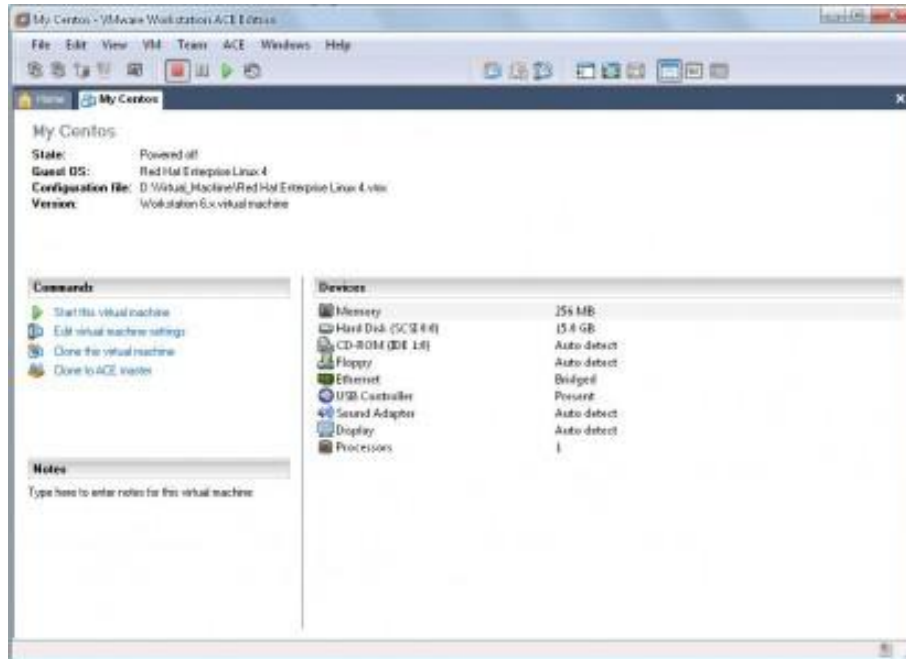 My Centos - VMware Workstation ACE Edition
File Edit View VM Team ACE Windows Help
Home My Centos
My Centos
State: Powered off
Guest OS: Red Hat Enterprise Linux 4
Configuration file: D:\Virtual_Machine\Red Hat Enterprise Linux 4.vmx
Version: Workstation 6.x virtual machine
Commands
Start this virtual machine
Edit virtual machine settings
Clone this virtual machine
Clone to ACE master
Notes
Type here to enter notes for this virtual machine
Devices
Memory 256 MB
Hard Disk (SCSI 0:0) 15.0 GB
CD-ROM (IDE 1:0) Auto detect
Floppy Auto detect
Ethernet Bridged
USB Controller Present
Sound Adapter Auto detect
Display Auto detect
Processors 1